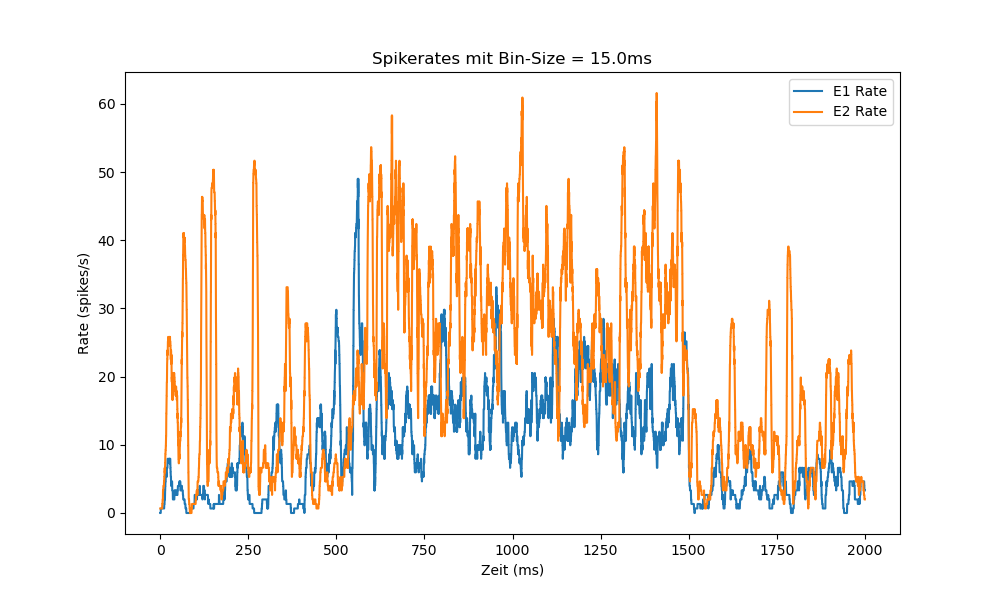 Spikerates mit Bin-Size = 15.0ms
E1 Rate
E2 Rate
Rate (spikes/s)
60
50
40
30
20
10
0
0 250 500 750 1000 1250 1500 1750 2000
Zeit (ms)